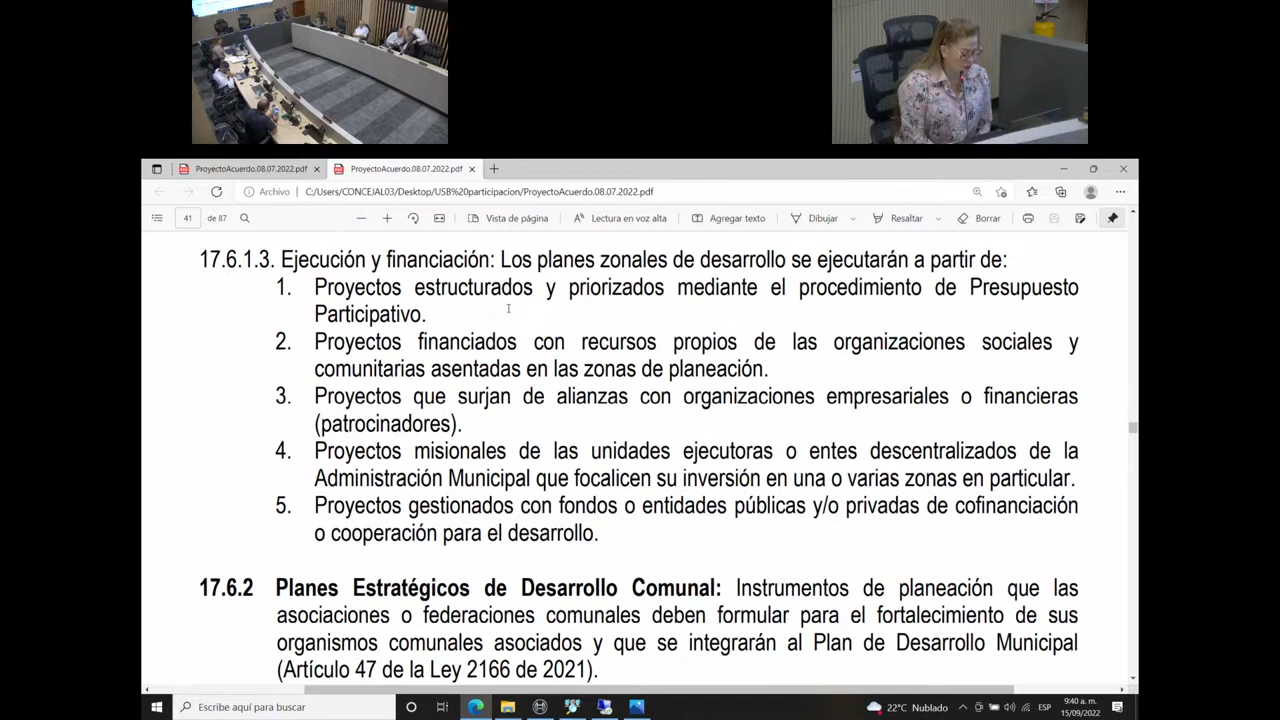 ProyectoAcuerdo.08.07.2022.pdf
ProyectoAcuerdo.08.07.2022.pdf
Archivo C:/Users/CONCEJAL03/Desktop/USB%20participacion/ProyectoAcuerdo.08.07.2022.pdf
41 de 87 Vista de página Lectura en voz alta Agregar texto Dibujar Resaltar Borrar
17.6.1.3. Ejecución y financiación: Los planes zonales de desarrollo se ejecutarán a partir de:
1. Proyectos estructurados y priorizados mediante el procedimiento de Presupuesto
Participativo.
2. Proyectos financiados con recursos propios de las organizaciones sociales y
comunitarias asentadas en las zonas de planeación.
3. Proyectos que surjan de alianzas con organizaciones empresariales o financieras
(patrocinadores).
4. Proyectos misionales de las unidades ejecutoras o entes descentralizados de la
Administración Municipal que focalicen su inversión en una o varias zonas en particular.
5. Proyectos gestionados con fondos o entidades públicas y/o privadas de cofinanciación
o cooperación para el desarrollo.
17.6.2 Planes Estratégicos de Desarrollo Comunal: Instrumentos de planeación que las
asociaciones o federaciones comunales deben formular para el fortalecimiento de sus
organismos comunales asociados y que se integrarán al Plan de Desarrollo Municipal
(Artículo 47 de la Ley 2166 de 2021).
Escribe aquí para buscar
22°C Nublado
ESP
9:40 a. m.
15/09/2022